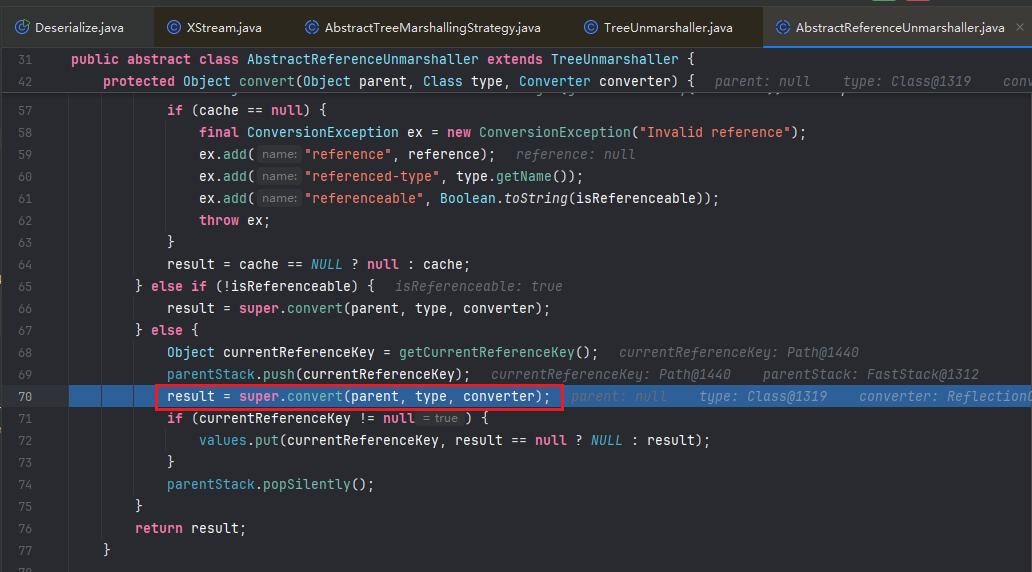 Deserialize.java XStream.java AbstractTreeMarshallingStrategy.java TreeUnmarshaller.java AbstractReferenceUnmarshaller.java
31 public abstract class AbstractReferenceUnmarshaller extends TreeUnmarshaller {
42 protected Object convert(Object parent, Class type, Converter converter) { parent: null type: Class@1319 conv
57 if (cache == null) {
58 final ConversionException ex = new ConversionException("Invalid reference");
59 ex.add( name: "reference", reference); reference: null
60 ex.add( name: "referenced-type", type.getName());
61 ex.add( name: "referenceable", Boolean.toString(isReferenceable));
62 throw ex;
63 }
64 result = cache == NULL ? null : cache;
65 } else if (!isReferenceable) { isReferenceable: true
66 result = super.convert(parent, type, converter);
67 } else {
68 Object currentReferenceKey = getCurrentReferenceKey(); currentReferenceKey: Path@1440
69 parentStack.push(currentReferenceKey); currentReferenceKey: Path@1440 parentStack: FastStack@1312
70 result = super.convert(parent, type, converter); parent: null type: Class@1319 converter: Reflection
71 if (currentReferenceKey != null = true ) {
72 values.put(currentReferenceKey, result == null ? NULL : result);
73 }
74 parentStack.popSilently();
75 }
76 return result;
77 }
78